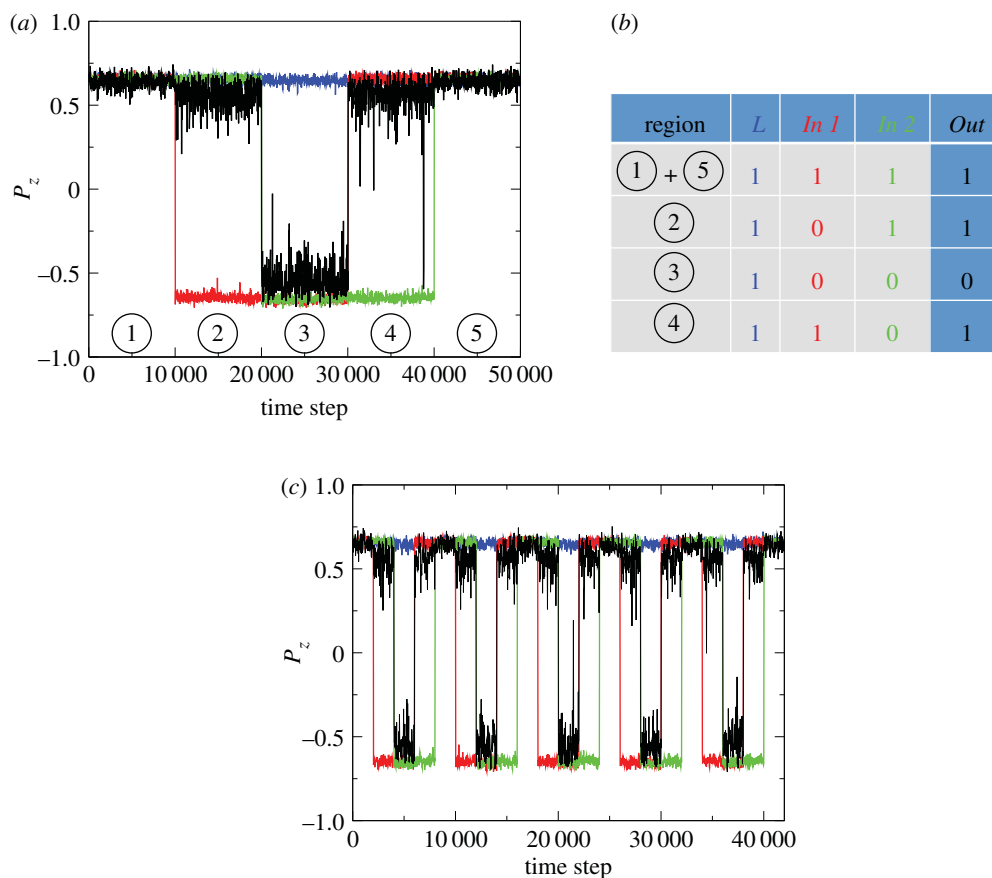 (a)
1.0
0.5
0
−0.5
−1.0
P_z
1 2 3 4 5
0 10 000 20 000 30 000 40 000 50 000
time step
(b)
region L In 1 In 2 Out
1 + 5 1 1 1 1
2 1 0 1 1
3 1 0 0 0
4 1 1 0 1
(c)
1.0
0.5
0
−0.5
−1.0
P_z
0 10 000 20 000 30 000 40 000
time step